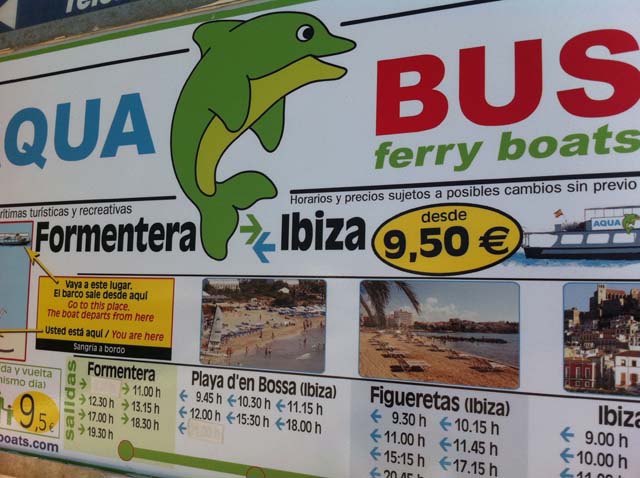 AQUA BUS
ferry boats
Horarios y precios sujetos a posibles cambios sin previo
rítimas turísticas y recreativas
Formentera Ibiza desde 9,50 €
AQUA
Vaya a este lugar.
El barco sale desde aquí
Go to this place.
The boat departs from here
Usted está aquí / You are here
Sangría a bordo
da y vuelta
mismo día)
9,5€
boats.com
salidas
Formentera
11.00 h
12.30 h
13.15 h
17.00 h
18.30 h
19.30 h
Playa d'en Bossa (Ibiza)
9.45 h 10.30 h 11.15 h
12.00 h 15:30 h 18.00 h
Figueretas (Ibiza)
9.30 h 10.15 h
11.00 h 11.45 h
15:15 h 17.15 h
20.45
Ibiza
9.00 h
10.00 h